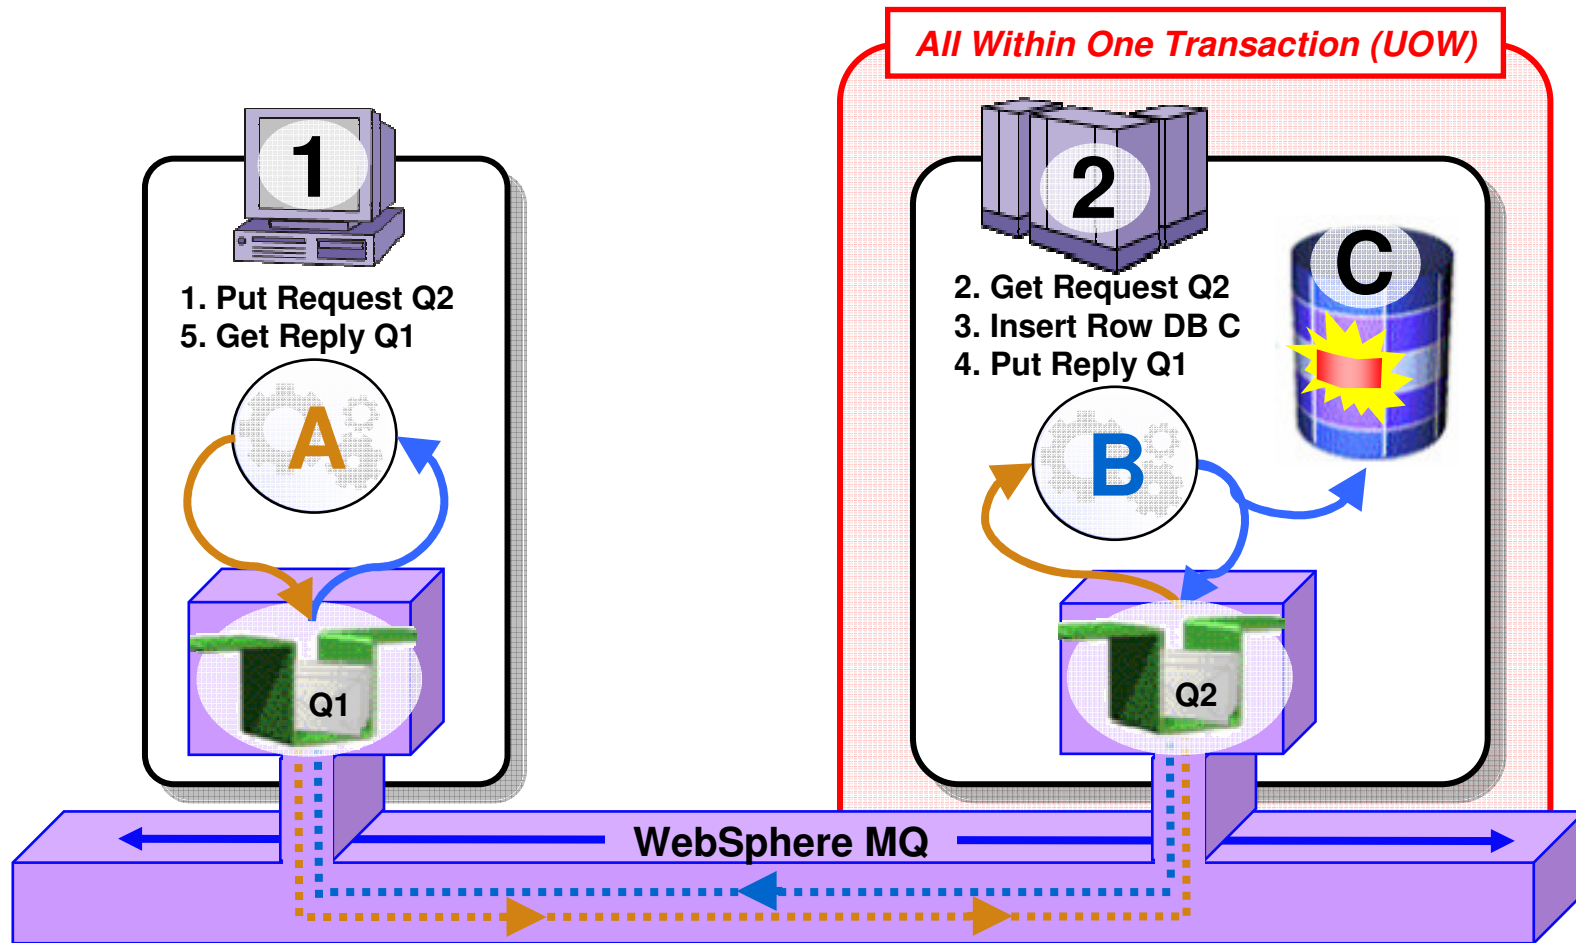 All Within One Transaction (UOW)
1
1. Put Request Q2
5. Get Reply Q1
A
Q1
2
2. Get Request Q2
3. Insert Row DB C
4. Put Reply Q1
C
B
Q2
WebSphere MQ